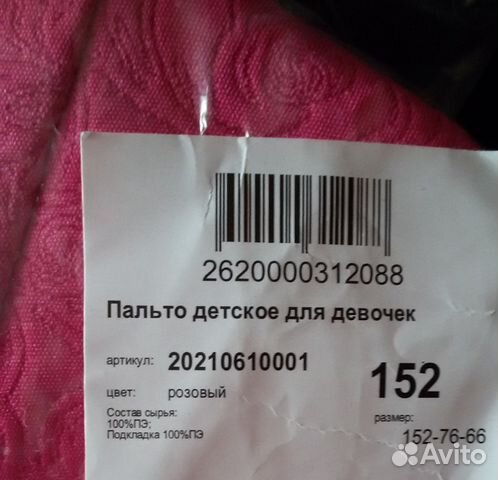 2620000312088
Пальто детское для девочек
артикул: 20210610001
цвет: розовый
152
Состав сырья:
100%ПЭ;
Подкладка 100%ПЭ
размер:
152-76-66
Avito